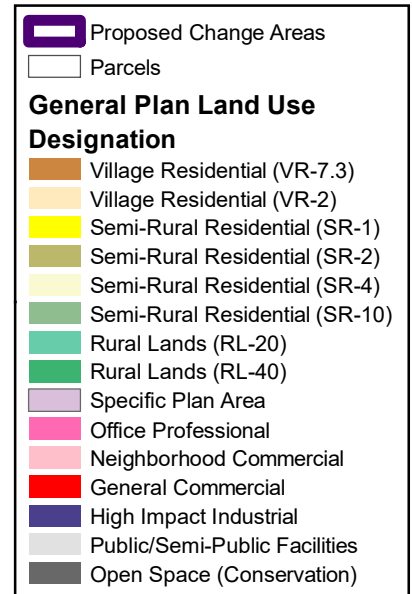 Proposed Change Areas
Parcels
General Plan Land Use
Designation
Village Residential (VR-7.3)
Village Residential (VR-2)
Semi-Rural Residential (SR-1)
Semi-Rural Residential (SR-2)
Semi-Rural Residential (SR-4)
Semi-Rural Residential (SR-10)
Rural Lands (RL-20)
Rural Lands (RL-40)
Specific Plan Area
Office Professional
Neighborhood Commercial
General Commercial
High Impact Industrial
Public/Semi-Public Facilities
Open Space (Conservation)